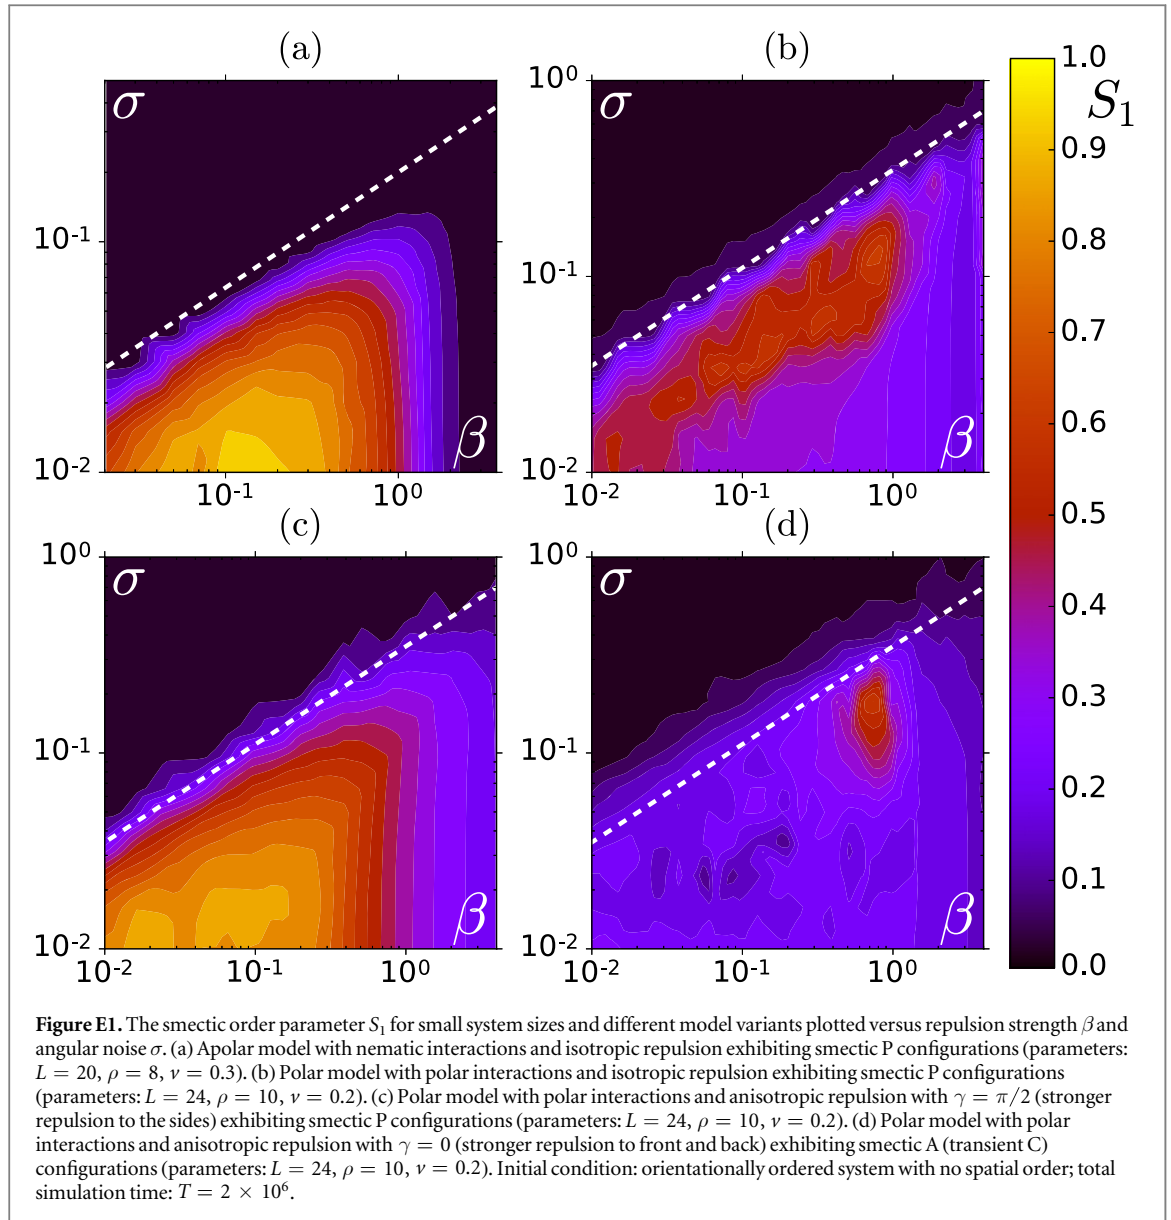 (a)
(b)
σ
10⁻¹
10⁻²
β
10⁻¹
10⁰
10⁰
σ
10⁻¹
10⁻²
β
10⁻²
10⁻¹
10⁰
(c)
(d)
10⁰
σ
10⁻¹
10⁻²
β
10⁻²
10⁻¹
10⁰
10⁰
σ
10⁻¹
10⁻²
β
10⁻²
10⁻¹
10⁰
1.0
S₁
0.9
0.8
0.7
0.6
0.5
0.4
0.3
0.2
0.1
0.0
Figure E1. The smectic order parameter S₁ for small system sizes and different model variants plotted versus repulsion strength β and
angular noise σ. (a) Apolar model with nematic interactions and isotropic repulsion exhibiting smectic P configurations (parameters:
L = 20, ρ = 8, ν = 0.3). (b) Polar model with polar interactions and isotropic repulsion exhibiting smectic P configurations
(parameters: L = 24, ρ = 10, ν = 0.2). (c) Polar model with polar interactions and anisotropic repulsion with γ = π/2 (stronger
repulsion to the sides) exhibiting smectic P configurations (parameters: L = 24, ρ = 10, ν = 0.2). (d) Polar model with polar
interactions and anisotropic repulsion with γ = 0 (stronger repulsion to front and back) exhibiting smectic A (transient C)
configurations (parameters: L = 24, ρ = 10, ν = 0.2). Initial condition: orientationally ordered system with no spatial order; total
simulation time: T = 2 × 10⁶.